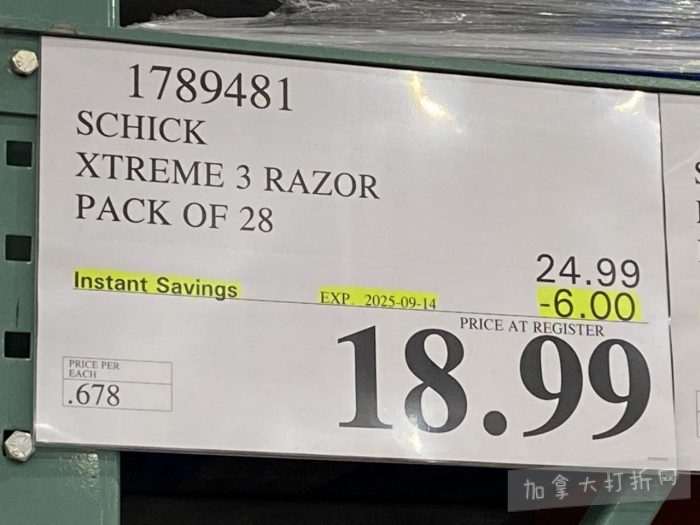 1789481
SCHICK
XTREME 3 RAZOR
PACK OF 28
24.99
Instant Savings EXP. 2025-09-14 -6.00
PRICE AT REGISTER
18.99
PRICE PER
EACH
.678
加拿大打折网